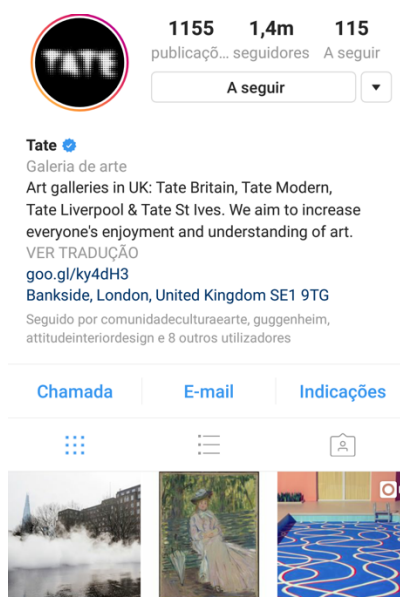 TATE
1155 1,4m 115
publicaçõ... seguidores A seguir
A seguir
Tate
Galeria de arte
Art galleries in UK: Tate Britain, Tate Modern,
Tate Liverpool & Tate St Ives. We aim to increase
everyone's enjoyment and understanding of art.
VER TRADUÇÃO
goo.gl/ky4dH3
Bankside, London, United Kingdom SE1 9TG
Seguido por comunidadeculturaearte, guggenheim,
attitudeinteriordesign e 8 outros utilizadores
Chamada E-mail Indicações